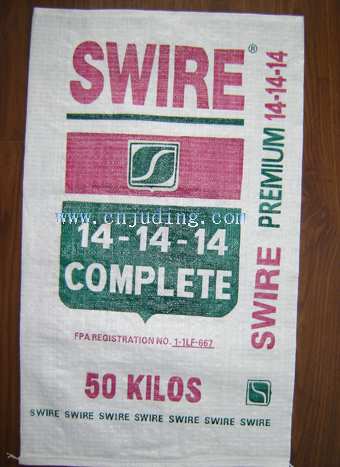 SWIRE®
www.cnjuding.com
14-14-14
COMPLETE
FPA REGISTRATION NO. 1-1LF-667
50 KILOS
SWIRE SWIRE SWIRE SWIRE SWIRE SWIRE SWIRE
SWIRE PREMIUM 14-14-14